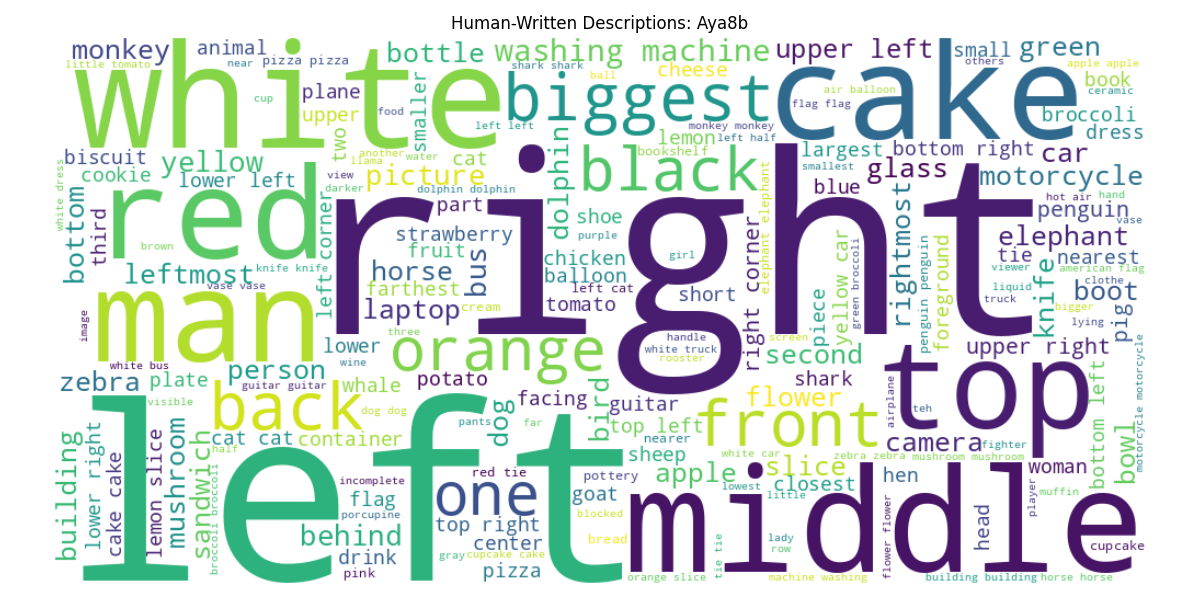 Human-Written Descriptions: Aya8b
monkey
animal
bottle
washing machine
upper left
small
green
little tomato
near
pizza pizza
shark shark
ball
cheese
others
apple apple
white
cup
plane
upper
food
smaller
biggest
air balloon
flag flag
cake
book
ceramic
broccoli
dress
left left
monkey monkey
left half
lemon
bookshelf
biscuit
cookie
yellow
lower left
two
another
water
llama
cat
picture
view
darker
dolphin dolphin
dolphin
black
largest
smallest
bottom right
glass
car
motorcycle
blue
white dress
bottom
third
red
brown
left corner
part
strawberry
fruit
shoe
purple
girl
elephant elephant
right
rightmost
hot air
hand
penguin
vase
elephant
tie
nearest
viewer
american flag
leftmost
knife knife
vase vase
horse
farthest
laptop
cream
bus
chicken
balloon
left cat
tomato
short
right corner
piece
yellow car
green broccoli
penguin penguin
foreground
liquid
truck
knife
clothe
boot
bigger
lying
pig
image
man
three
lower
wine
orange
handle
white truck
rooster
screen
second
upper right
motorcycle motorcycle
white bus
person
zebra
plate
visible
guitar guitar
whale
potato
facing
guitar
shark
flower
airplane
teh
top
back
dog dog
pants
dog
far
bird
top left
nearer
front
camera
fighter
bottom left
bowl
building
lower right
cake cake
lemon slice
mushroom
sandwich
half
broccoli broccoli
cat cat
container
left
incomplete
red tie
flag
porcupine
one
behind
top right
center
drink
gray
cupcake cake
pink
pizza
sheep
white car
zebra zebra
mushroom mushroom
pottery
apple
slice
lowest
closest
little
hen
woman
muffin
player
goat
blocked
bread
middle
lady
row
head
cupcake
flower flower
tie tie
orange slice
machine washing
building building
horse horse